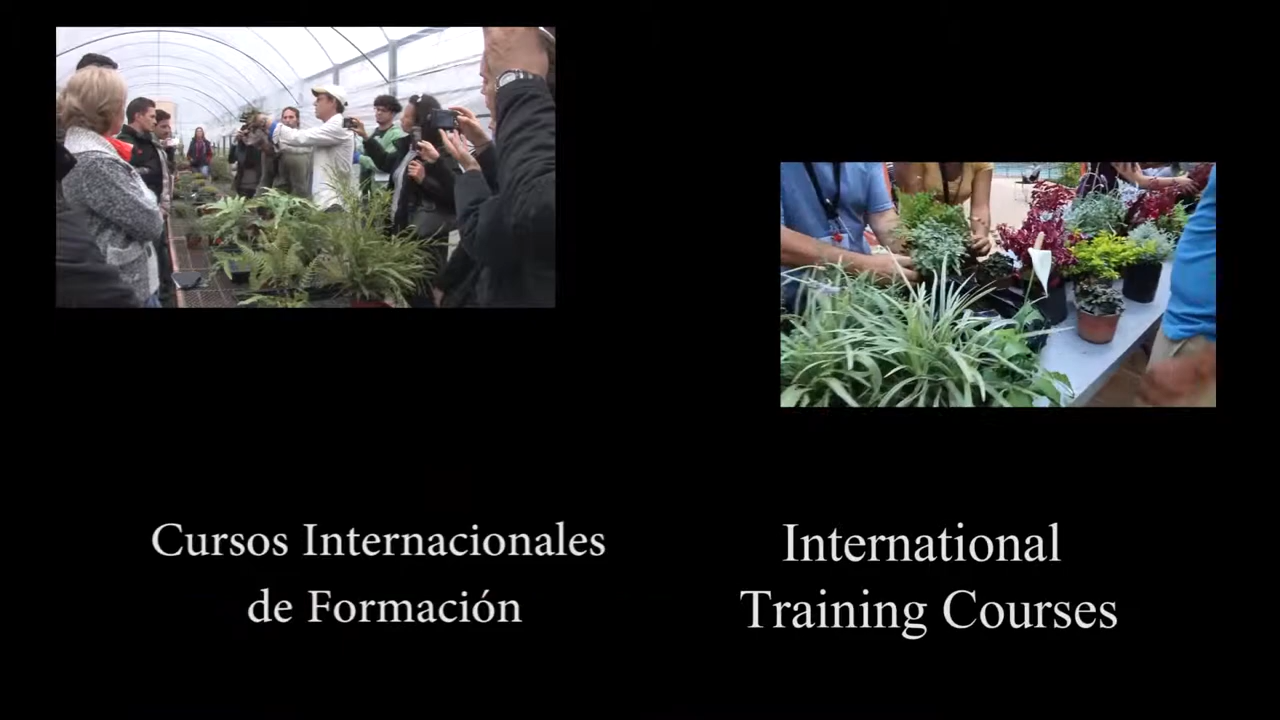 Cursos Internacionales
de Formación
International
Training Courses